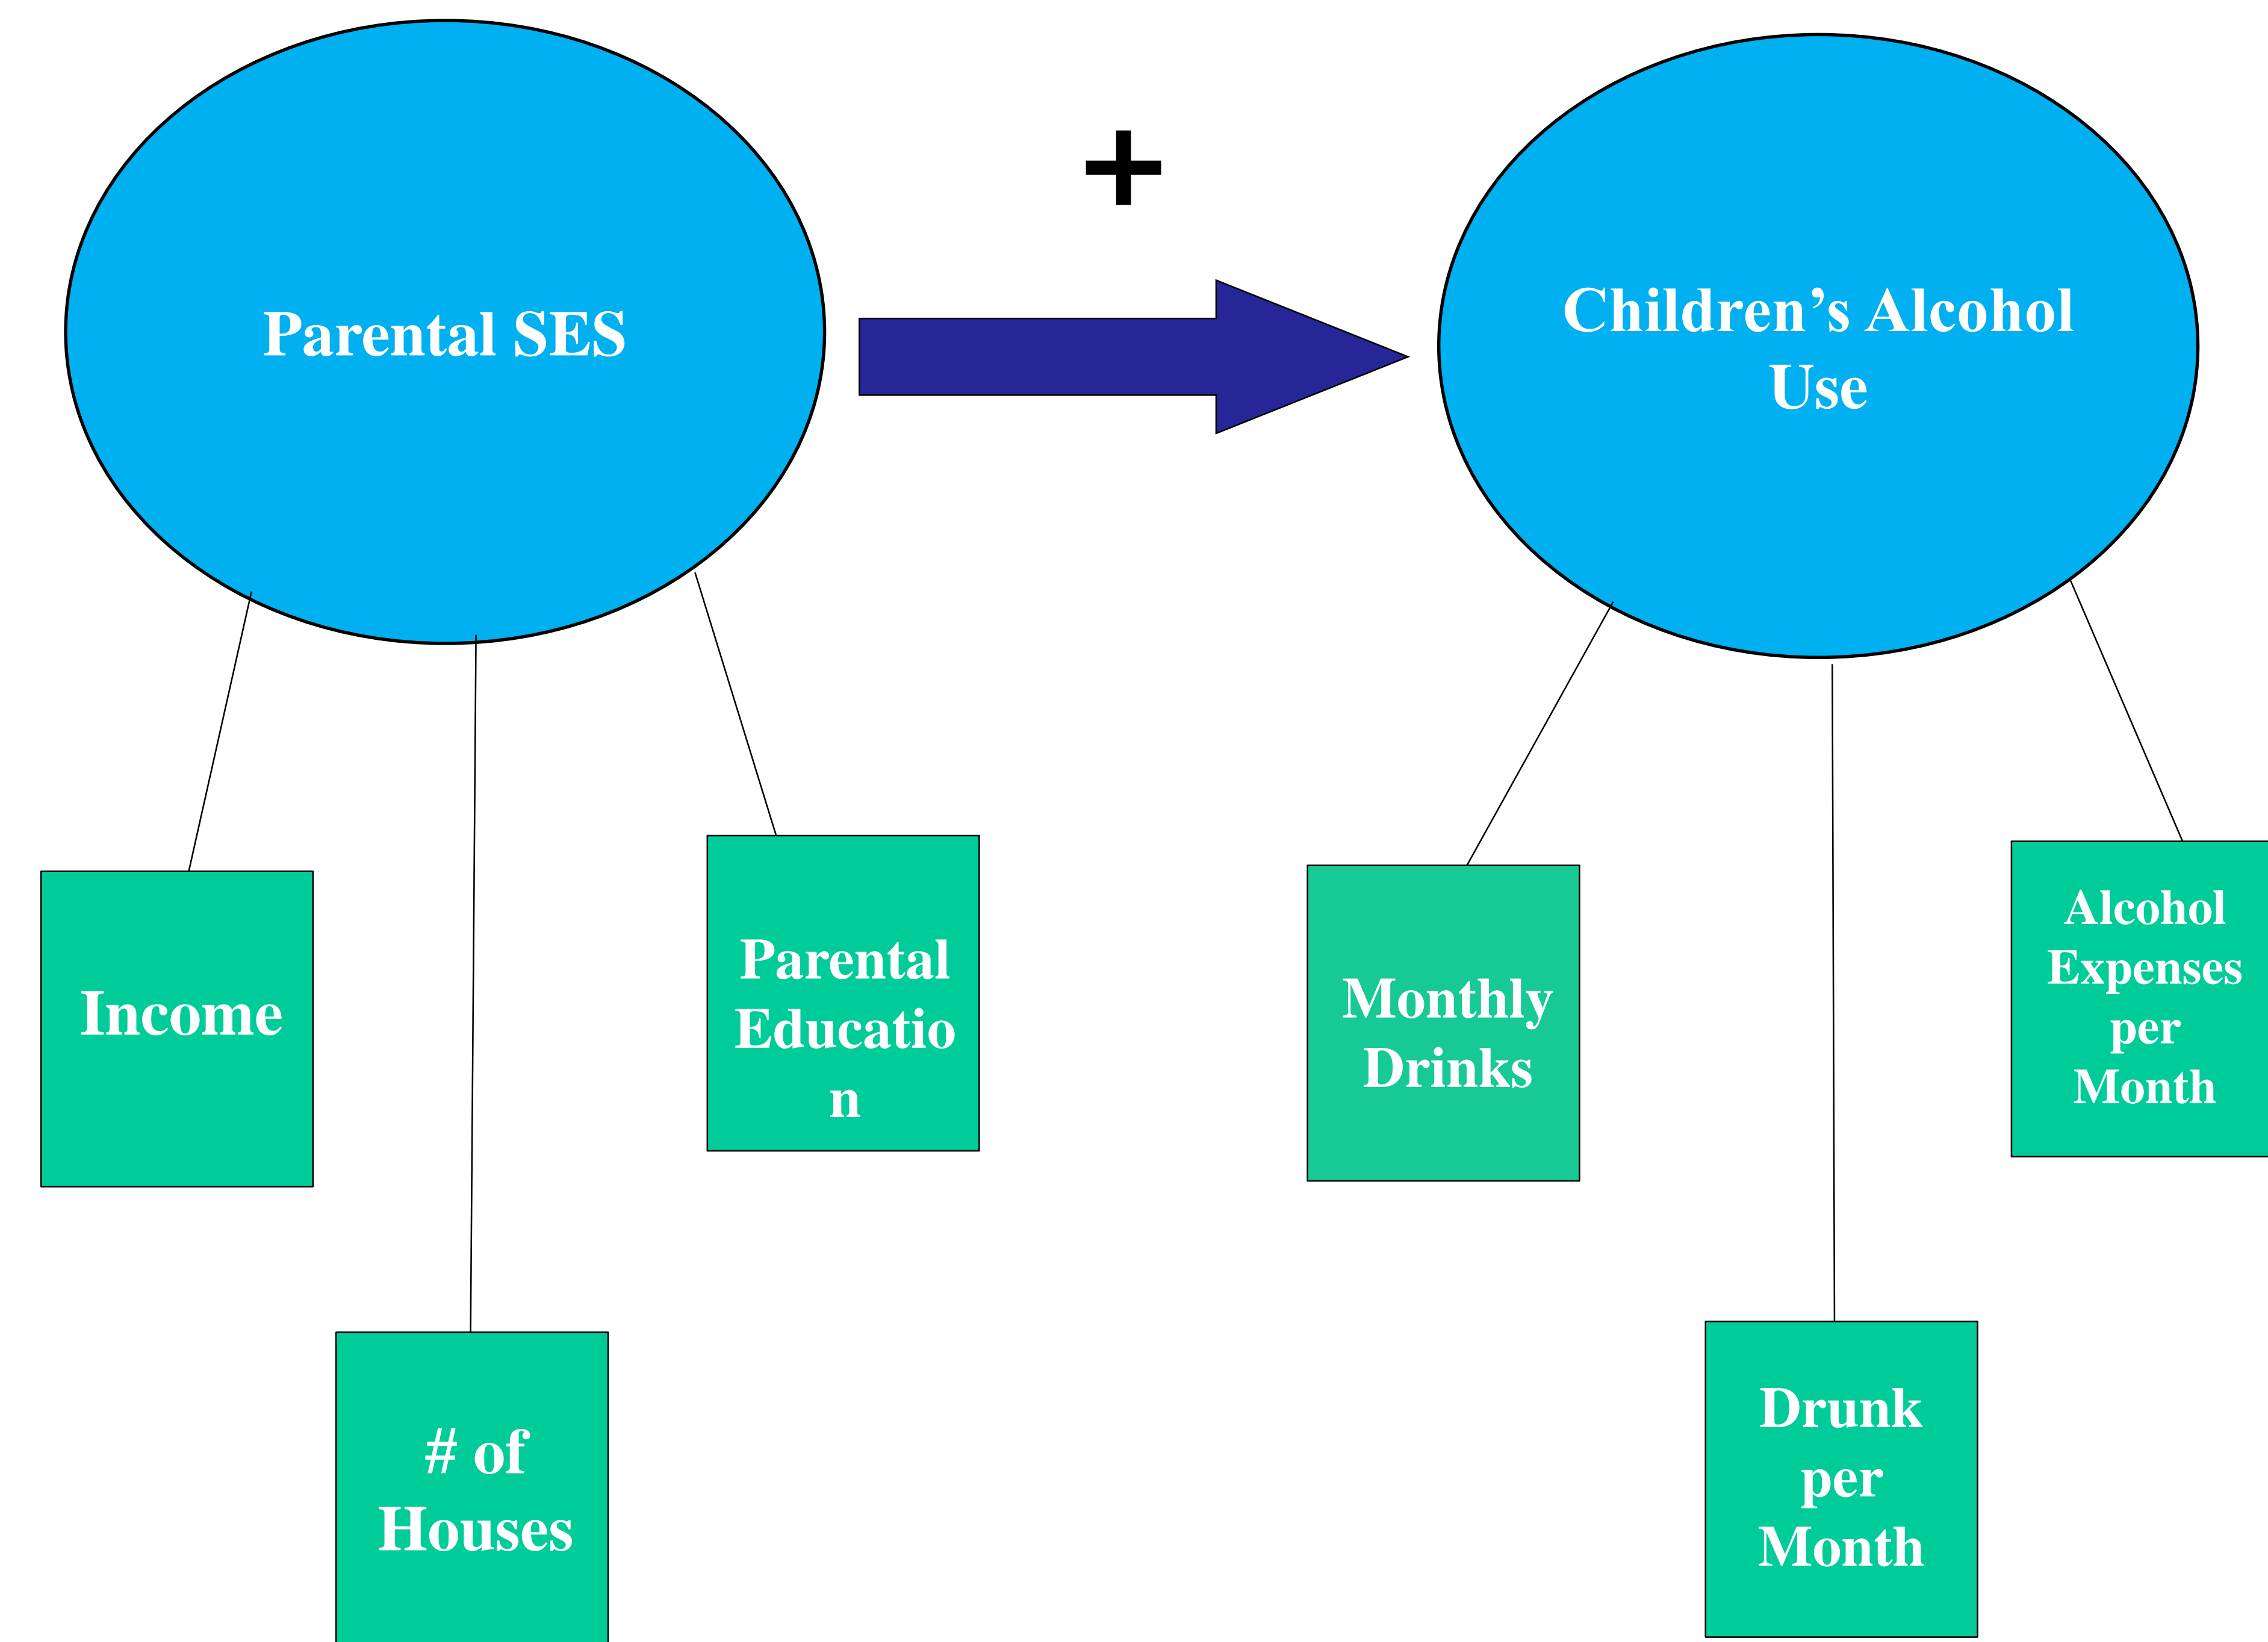 Parental SES
+
Children’s Alcohol
Use
Income
# of
Houses
Parental
Educatio
n
Monthly
Drinks
Drunk
per
Month
Alcohol
Expenses
per
Month